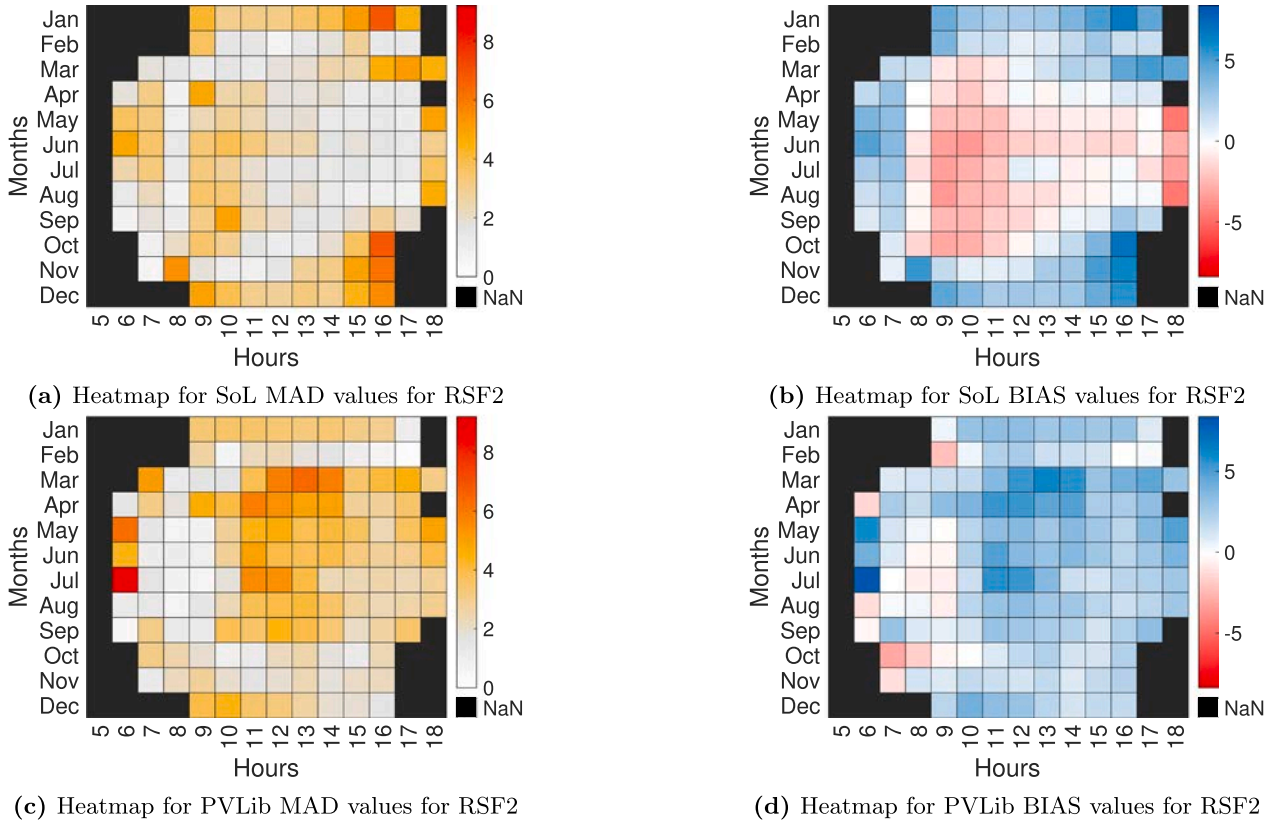 Jan
Feb
Mar
Apr
May
Jun
Jul
Aug
Sep
Oct
Nov
Dec
Months
5 6 7 8 9 10 11 12 13 14 15 16 17 18
Hours
8
6
4
2
0
NaN
(a) Heatmap for SoL MAD values for RSF2
Jan
Feb
Mar
Apr
May
Jun
Jul
Aug
Sep
Oct
Nov
Dec
Months
5 6 7 8 9 10 11 12 13 14 15 16 17 18
Hours
5
0
-5
NaN
(b) Heatmap for SoL BIAS values for RSF2
Jan
Feb
Mar
Apr
May
Jun
Jul
Aug
Sep
Oct
Nov
Dec
Months
5 6 7 8 9 10 11 12 13 14 15 16 17 18
Hours
8
6
4
2
0
NaN
(c) Heatmap for PVLib MAD values for RSF2
Jan
Feb
Mar
Apr
May
Jun
Jul
Aug
Sep
Oct
Nov
Dec
Months
5 6 7 8 9 10 11 12 13 14 15 16 17 18
Hours
5
0
-5
NaN
(d) Heatmap for PVLib BIAS values for RSF2